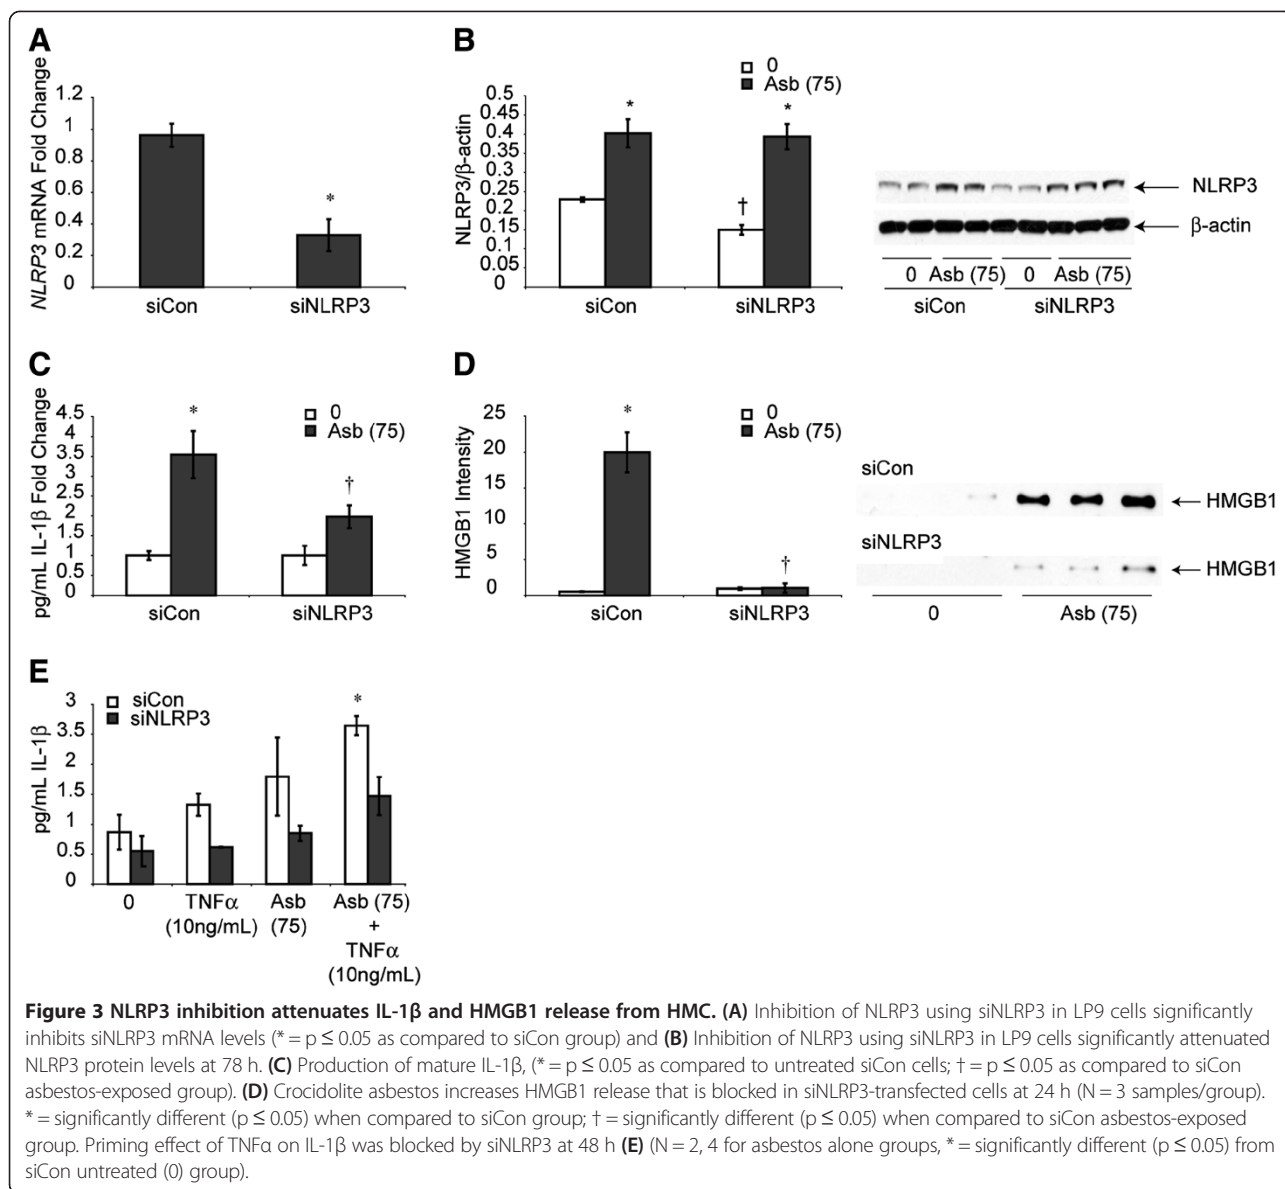 A
NLRP3 mRNA Fold Change
1.2
1
0.8
0.6
0.4
0.2
0
*
siCon
siNLRP3
B
0
Asb (75)
NLRP3/β-actin
0.5
0.45
0.4
0.35
0.3
0.25
0.2
0.15
0.1
0.05
0
*
†
*
siCon
siNLRP3
NLRP3
β-actin
0 Asb (75) 0 Asb (75)
siCon siNLRP3
C
pg/mL IL-1β Fold Change
4.5
4
3.5
3
2.5
2
1.5
1
0.5
0
0
Asb (75)
*
†
siCon
siNLRP3
D
HMGB1 Intensity
25
20
15
10
5
0
0
Asb (75)
*
†
siCon
siNLRP3
siCon
HMGB1
siNLRP3
HMGB1
0 Asb (75)
E
pg/mL IL-1β
3
3.5
2
1.5
1
0.5
0
siCon
siNLRP3
*
0
TNFα
(10ng/mL)
Asb
(75)
Asb (75)
+
TNFα
(10ng/mL)
Figure 3 NLRP3 inhibition attenuates IL-1β and HMGB1 release from HMC. (A) Inhibition of NLRP3 using siNLRP3 in LP9 cells significantly
inhibits siNLRP3 mRNA levels (* = p ≤ 0.05 as compared to siCon group) and (B) Inhibition of NLRP3 using siNLRP3 in LP9 cells significantly attenuated
NLRP3 protein levels at 78 h. (C) Production of mature IL-1β, (* = p ≤ 0.05 as compared to untreated siCon cells; † = p ≤ 0.05 as compared to siCon
asbestos-exposed group). (D) Crocidolite asbestos increases HMGB1 release that is blocked in siNLRP3-transfected cells at 24 h (N = 3 samples/group).
* = significantly different (p ≤ 0.05) when compared to siCon group; † = significantly different (p ≤ 0.05) when compared to siCon asbestos-exposed
group. Priming effect of TNFα on IL-1β was blocked by siNLRP3 at 48 h (E) (N = 2, 4 for asbestos alone groups, * = significantly different (p ≤ 0.05) from
siCon untreated (0) group).